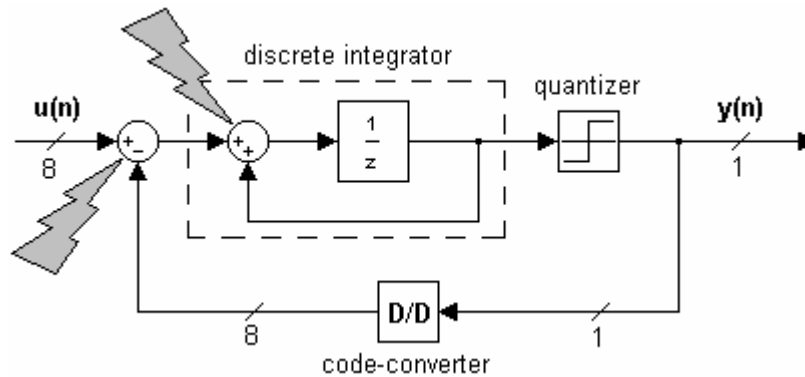 discrete integrator
quantizer
u(n)
y(n)
8
+
−
+
+
1
z
1
D/D
8
1
code-converter